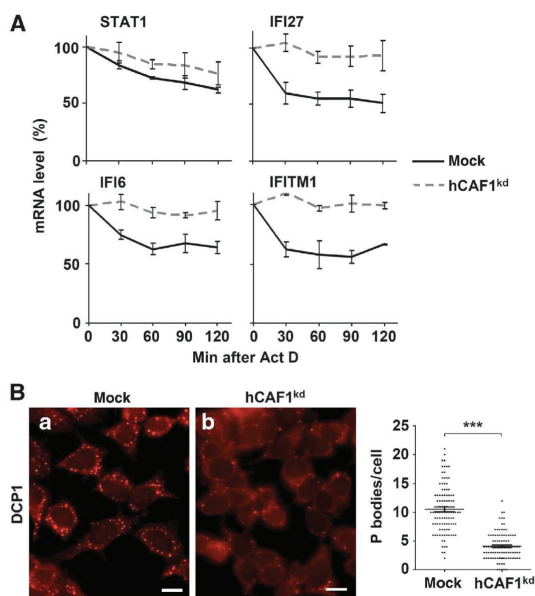 A
STAT1
IFI27
100
50
0
mRNA level (%)
Mock
hCAF1kd
IFI6
IFITM1
100
50
0
0 30 60 90 120
0 30 60 90 120
Min after Act D
B
Mock
hCAF1kd
a
b
DCP1
P bodies/cell
25
20
15
10
5
0
***
Mock
hCAF1kd